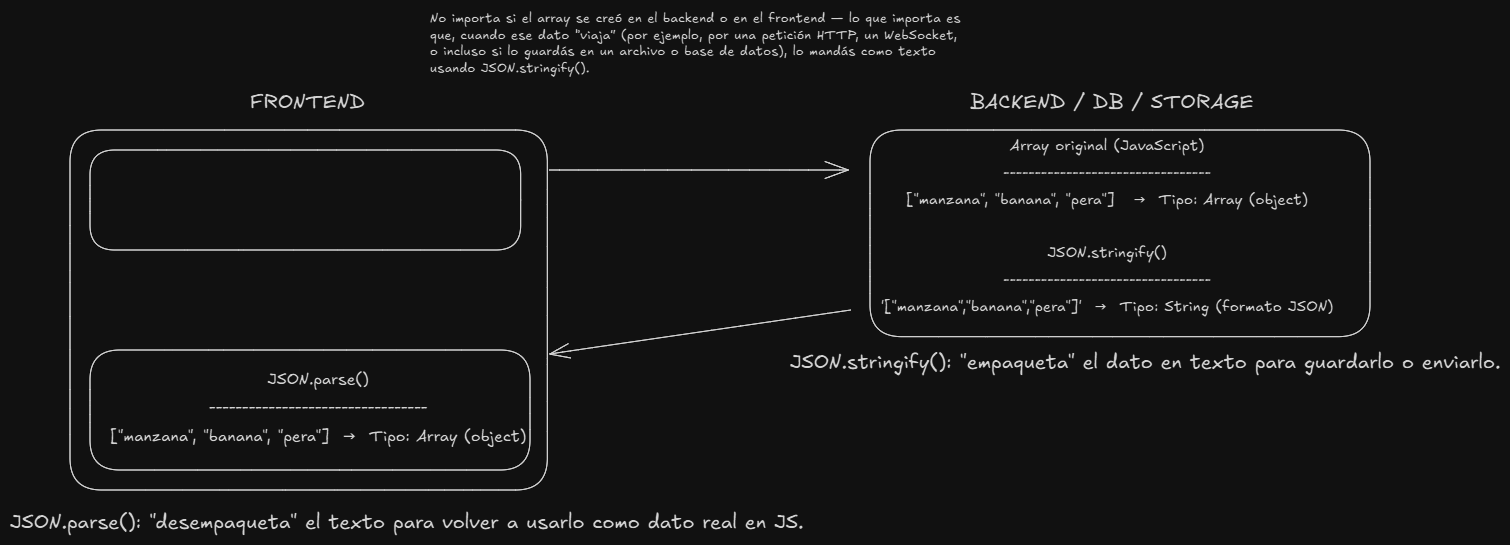 No importa si el array se creó en el backend o en el frontend — lo que importa es
que, cuando ese dato "viaja" (por ejemplo, por una petición HTTP, un WebSocket,
o incluso si lo guardás en un archivo o base de datos), lo mandás como texto
usando JSON.stringify().
FRONTEND
BACKEND / DB / STORAGE
Array original (JavaScript)
---------------------------------
["manzana", "banana", "pera"] → Tipo: Array (object)
JSON.stringify()
---------------------------------
'["manzana","banana","pera"]' → Tipo: String (formato JSON)
JSON.stringify(): "empaqueta" el dato en texto para guardarlo o enviarlo.
JSON.parse()
---------------------------------
["manzana", "banana", "pera"] → Tipo: Array (object)
JSON.parse(): "desempaqueta" el texto para volver a usarlo como dato real en JS.